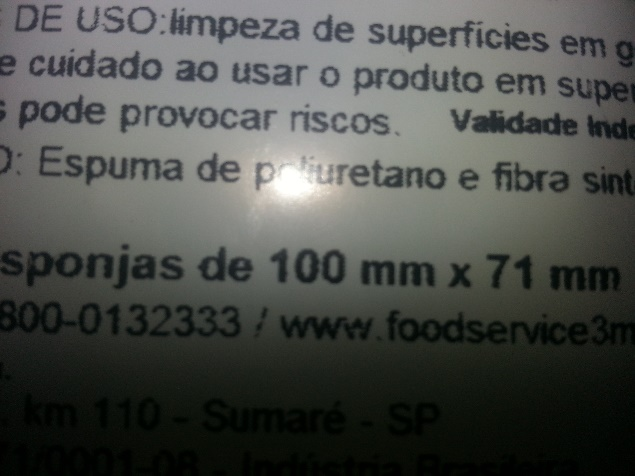 DE USO:limpeza de superfícies em g
e cuidado ao usar o produto em super
s pode provocar riscos. Validade Inde
O: Espuma de poliuretano e fibra sint
sponjas de 100 mm x 71 mm
800-0132333 / www.foodservice3m
km 110 - Sumaré - SP
71/0001-08 - Indústria Brasileira